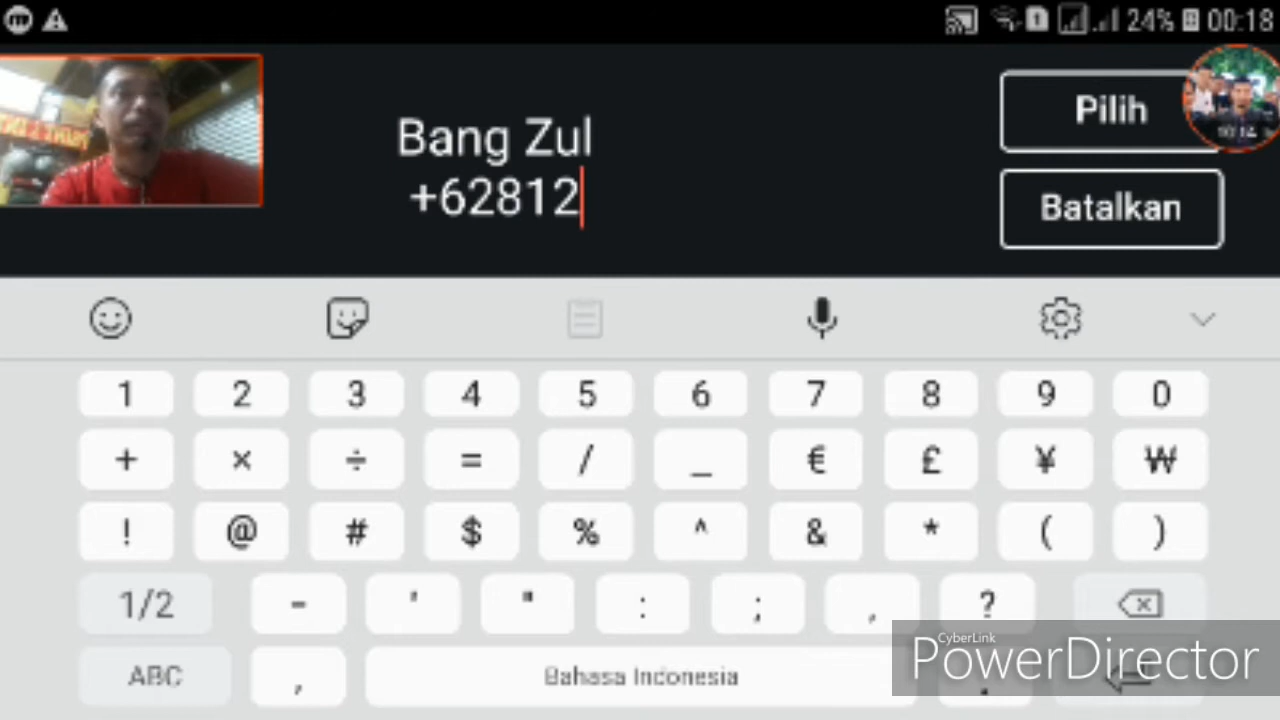 24% 00:18
Bang Zul
+62812
Pilih
Batalkan
1 2 3 4 5 6 7 8 9 0
+ × ÷ = / _ € £ ¥ ₩
! @ # $ % ^ & * ( )
1/2 - ' " : ; , ?
ABC , Bahasa Indonesia .
CyberLink
PowerDirector